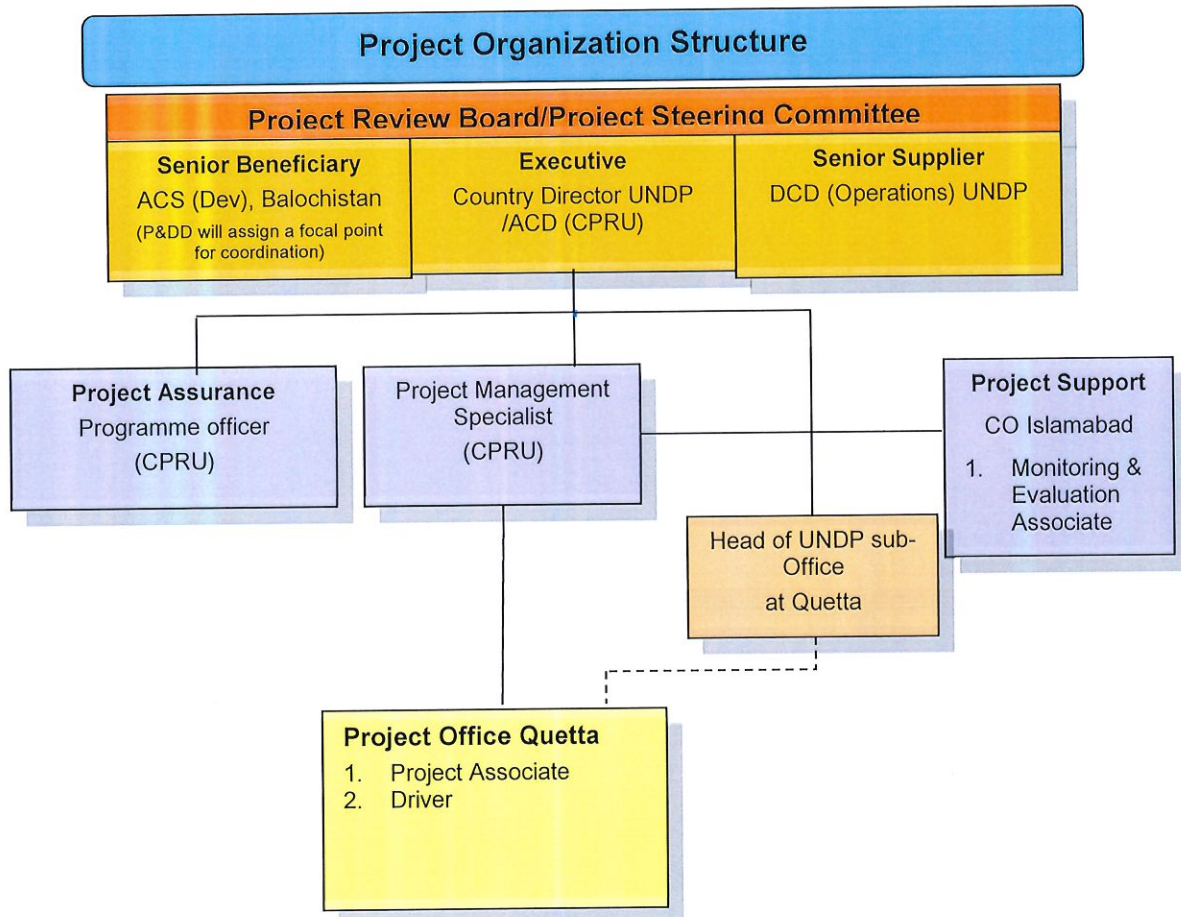 Project Organization Structure
Project Review Board/Project Steering Committee
Senior Beneficiary
ACS (Dev), Balochistan
(P&DD will assign a focal point
for coordination)
Executive
Country Director UNDP
/ACD (CPRU)
Senior Supplier
DCD (Operations) UNDP
Project Assurance
Programme officer
(CPRU)
Project Management
Specialist
(CPRU)
Project Support
CO Islamabad
1. Monitoring &
Evaluation
Associate
Head of UNDP sub-
Office
at Quetta
Project Office Quetta
1. Project Associate
2. Driver